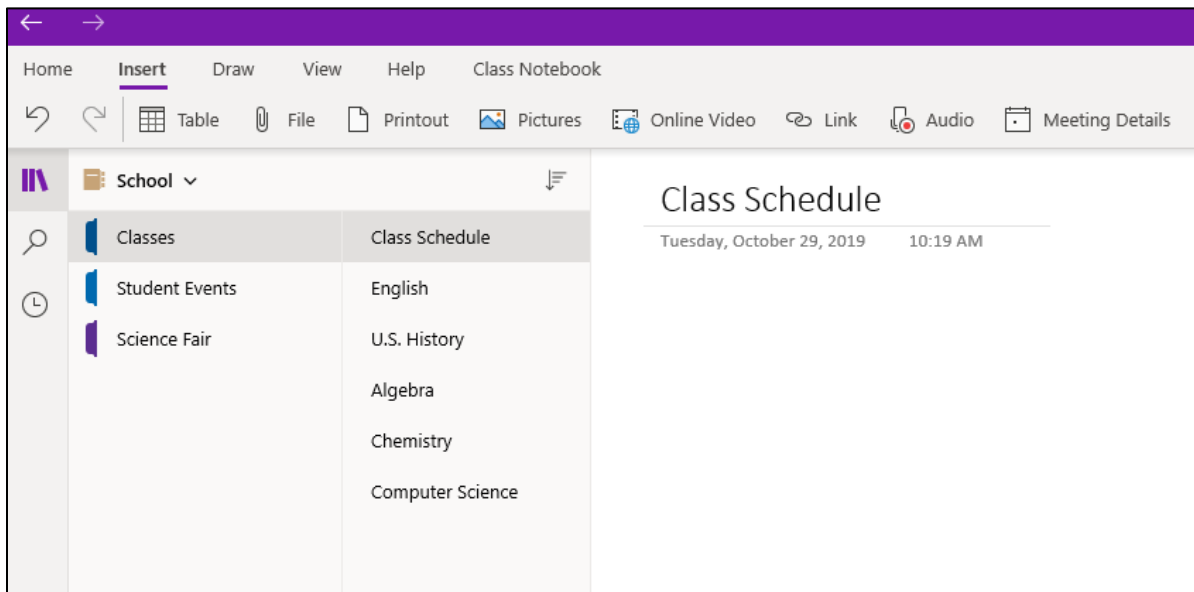 Home Insert Draw View Help Class Notebook
Table File Printout Pictures Online Video Link Audio Meeting Details
School
Classes
Student Events
Science Fair
Class Schedule
English
U.S. History
Algebra
Chemistry
Computer Science
Class Schedule
Tuesday, October 29, 2019 10:19 AM